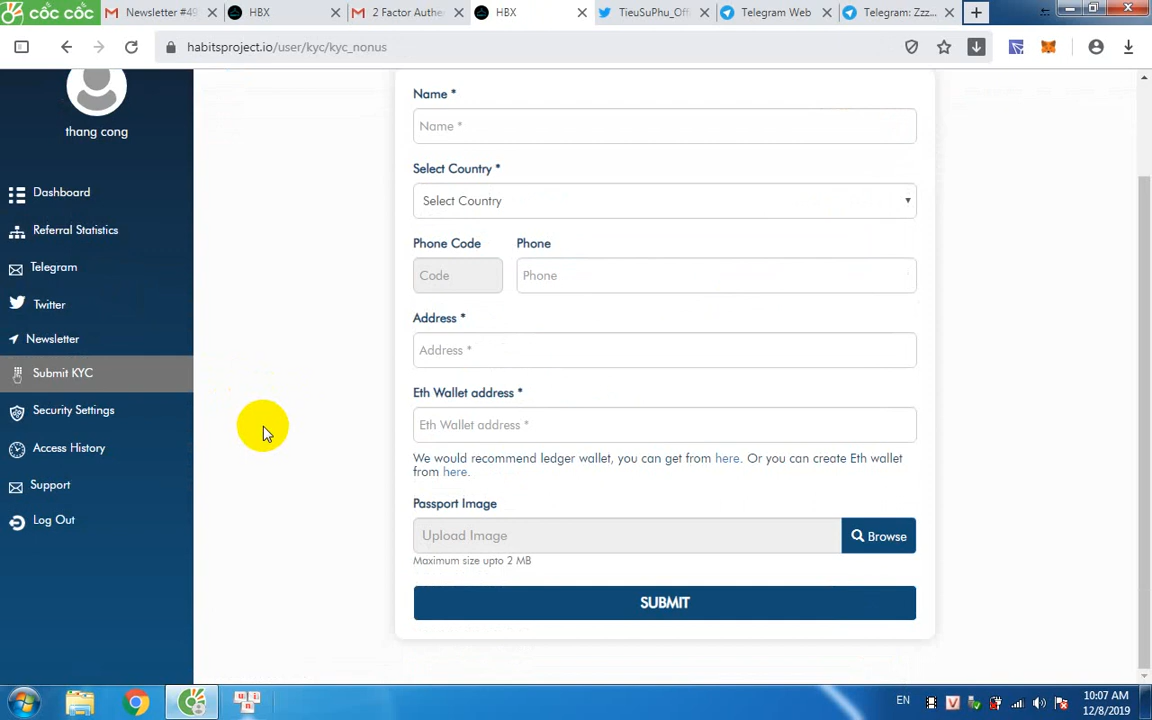 cốc cốc
Newsletter #49
HBX
2 Factor Authe
HBX
TieuSuPhu_Offi
Telegram Web
Telegram: Zzz...
habitsproject.io/user/kyc/kyc_nonus
thang cong
Dashboard
Referral Statistics
Telegram
Twitter
Newsletter
Submit KYC
Security Settings
Access History
Support
Log Out
Name *
Name *
Select Country *
Select Country
Phone Code
Phone
Code
Phone
Address *
Address *
Eth Wallet address *
Eth Wallet address *
We would recommend ledger wallet, you can get from here. Or you can create Eth wallet
from here.
Passport Image
Upload Image
Browse
Maximum size upto 2 MB
SUBMIT
EN
10:07 AM
12/8/2019